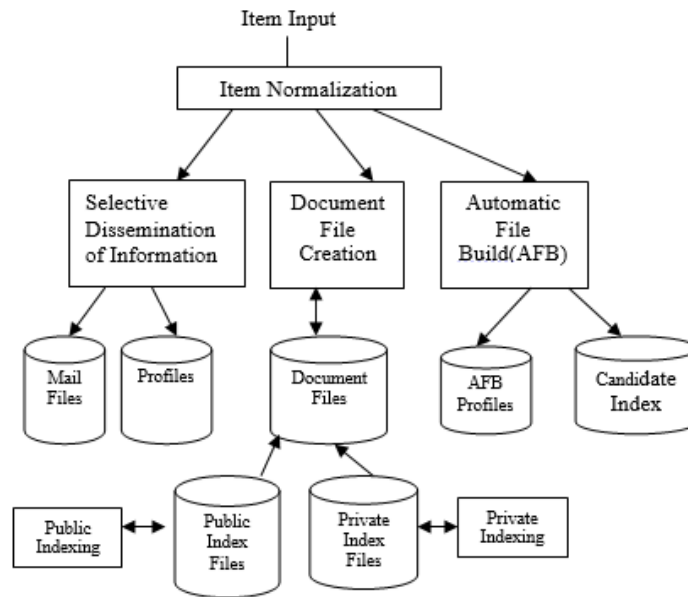 Item Input
Item Normalization
Selective
Dissemination
of Information
Document
File
Creation
Automatic
File
Build(AFB)
Mail
Files
Profiles
Document
Files
AFB
Profiles
Candidate
Index
Public
Indexing
Public
Index
Files
Private
Index
Files
Private
Indexing